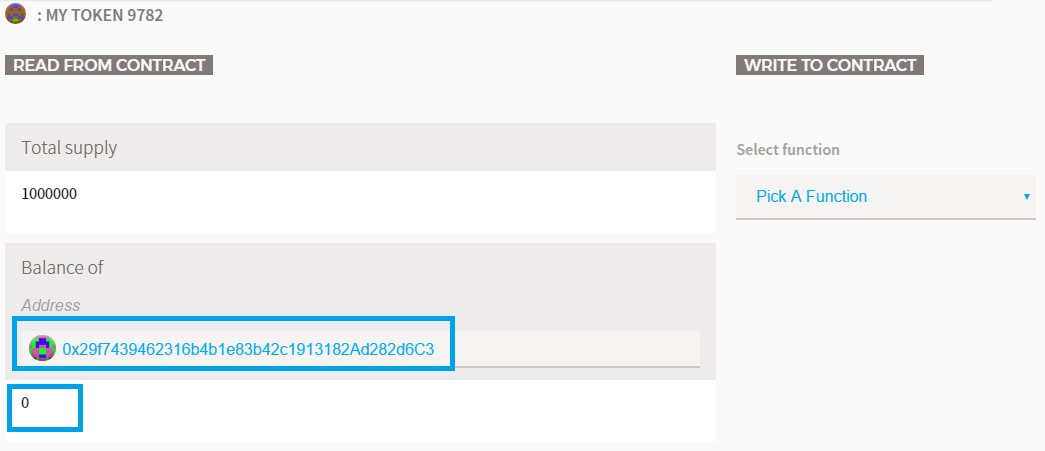 : MY TOKEN 9782
READ FROM CONTRACT
Total supply
1000000
Balance of
Address
0x29f7439462316b4b1e83b42c1913182Ad282d6C3
0
WRITE TO CONTRACT
Select function
Pick A Function